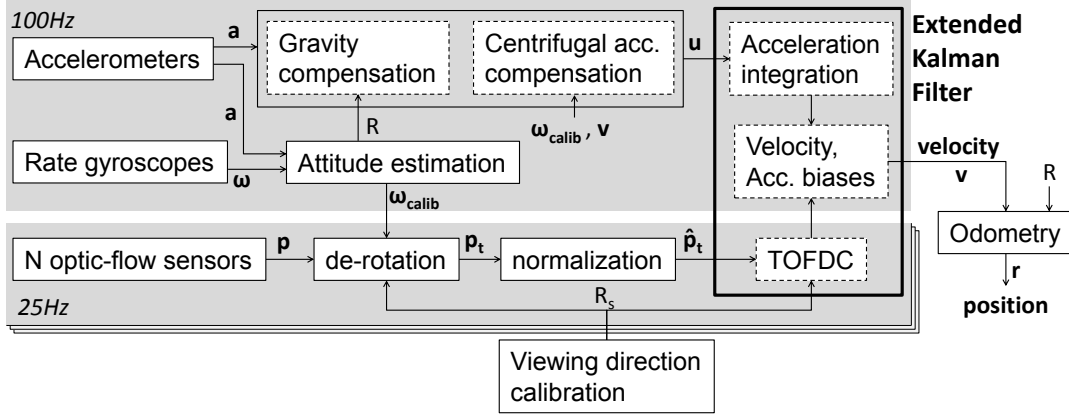 100Hz
Accelerometers
a
a
Gravity
compensation
Centrifugal acc.
compensation
u
Acceleration
integration
Extended
Kalman
Filter
R
ω_calib , v
Rate gyroscopes
ω
Attitude estimation
Velocity,
Acc. biases
velocity
v
R
ω_calib
Odometry
N optic-flow sensors
p
de-rotation
p_t
normalization
p̂_t
TOFDC
r
position
25Hz
R_s
Viewing direction
calibration